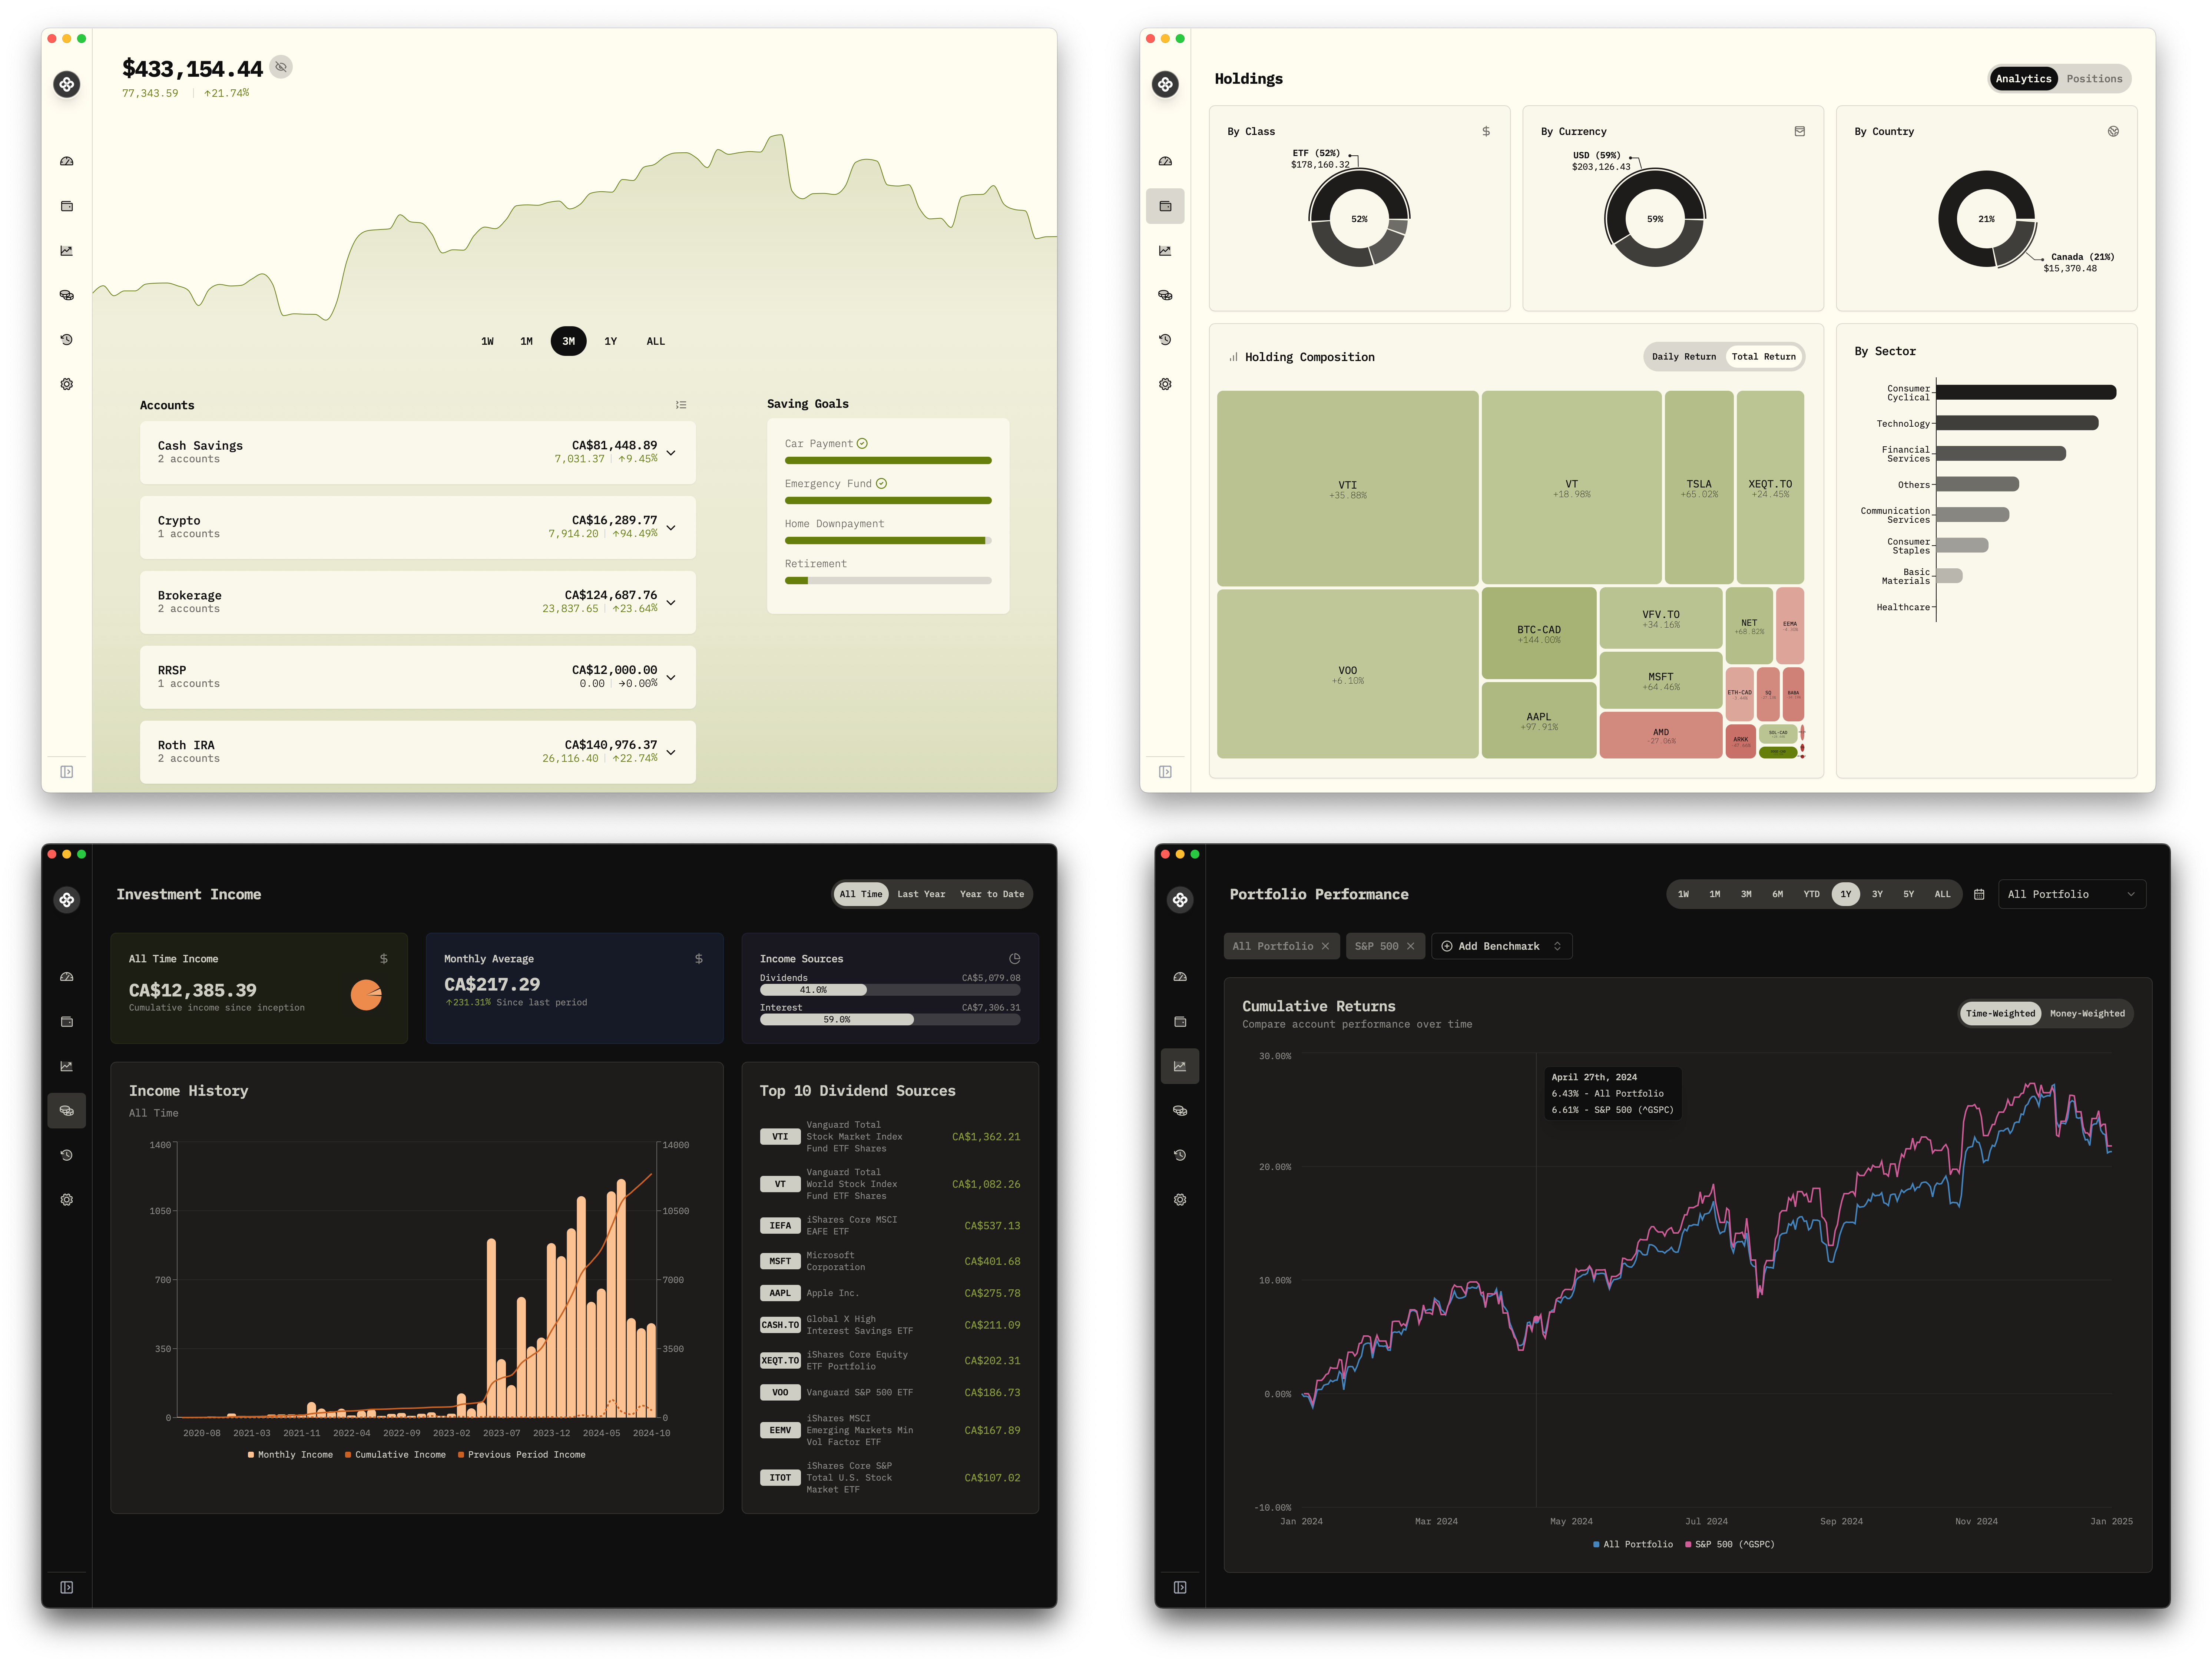 $433,154.44
77,343.59 | ↑21.74%
1W 1M 3M 1Y ALL
Accounts
Cash Savings CA$81,448.89
2 accounts 7,031.37 | ↑9.45%
Crypto CA$16,289.77
1 accounts 7,914.20 | ↑94.49%
Brokerage CA$124,687.76
2 accounts 23,837.65 | ↑23.64%
RRSP CA$12,000.00
1 accounts 0.00 | →0.00%
Roth IRA CA$140,976.37
2 accounts 26,116.40 | ↑22.74%
Saving Goals
Car Payment
Emergency Fund
Home Downpayment
Retirement
Holdings
Analytics Positions
By Class
ETF (52%)
$178,160.32
52%
By Currency
USD (59%)
$203,126.43
59%
By Country
21%
Canada (21%)
$15,370.48
Holding Composition
Daily Return Total Return
VTI
+35.88%
VT
+18.98%
TSLA
+65.02%
XEQT.TO
+24.45%
VOO
+6.10%
BTC-CAD
+144.00%
AAPL
+97.91%
VFV.TO
+34.16%
MSFT
+64.46%
AMD
-27.06%
NET
+68.82%
EEMA
ETH-CAD
SQ
BABA
ARKK
SOL-CAD
By Sector
Consumer
Cyclical
Technology
Financial
Services
Others
Communication
Services
Consumer
Staples
Basic
Materials
Healthcare
Investment Income
All Time Last Year Year to Date
All Time Income $
CA$12,385.39
Cumulative income since inception
Monthly Average $
CA$217.29
↑231.31% Since last period
Income Sources
Dividends CA$5,079.08
41.0%
Interest CA$7,306.31
59.0%
Income History
All Time
1400 14000
1050 10500
700 7000
350 3500
0 0
2020-08 2021-03 2021-11 2022-04 2022-09 2023-02 2023-07 2023-12 2024-05 2024-10
Monthly Income Cumulative Income Previous Period Income
Top 10 Dividend Sources
VTI Vanguard Total
Stock Market Index
Fund ETF Shares
CA$1,362.21
VT Vanguard Total
World Stock Index
Fund ETF Shares
CA$1,082.26
IEFA iShares Core MSCI
EAFE ETF
CA$537.13
MSFT Microsoft
Corporation
CA$401.68
AAPL Apple Inc. CA$275.78
CASH.TO Global X High
Interest Savings ETF
CA$211.09
XEQT.TO iShares Core Equity
ETF Portfolio
CA$202.31
VOO Vanguard S&P 500 ETF CA$186.73
EEMV iShares MSCI
Emerging Markets Min
Vol Factor ETF
CA$167.89
ITOT iShares Core S&P
Total U.S. Stock
Market ETF
CA$107.02
Portfolio Performance
1W 1M 3M 6M YTD 1Y 3Y 5Y ALL
All Portfolio
All Portfolio × S&P 500 × Add Benchmark
Cumulative Returns
Compare account performance over time
Time-Weighted Money-Weighted
30.00%
20.00%
10.00%
0.00%
-10.00%
April 27th, 2024
6.43% - All Portfolio
6.61% - S&P 500 (^GSPC)
Jan 2024 Mar 2024 May 2024 Jul 2024 Sep 2024 Nov 2024 Jan 2025
All Portfolio S&P 500 (^GSPC)